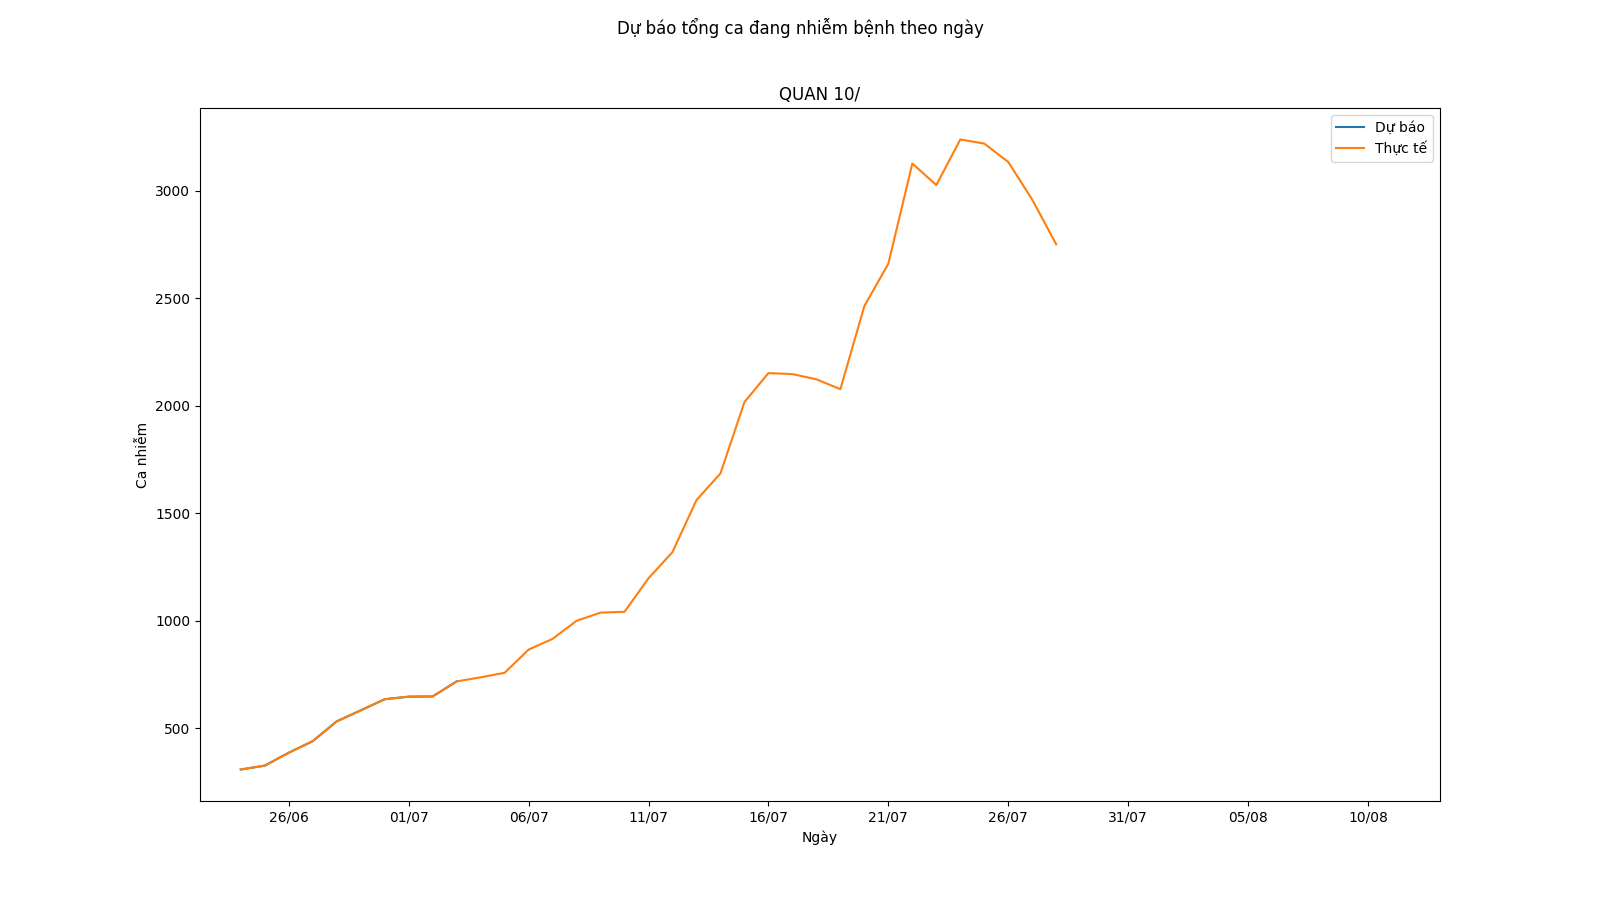 Dự báo tổng ca đang nhiễm bệnh theo ngày
QUAN 10/
Dự báo
Thực tế
3000
2500
2000
1500
1000
500
Ca nhiễm
26/06 01/07 06/07 11/07 16/07 21/07 26/07 31/07 05/08 10/08
Ngày